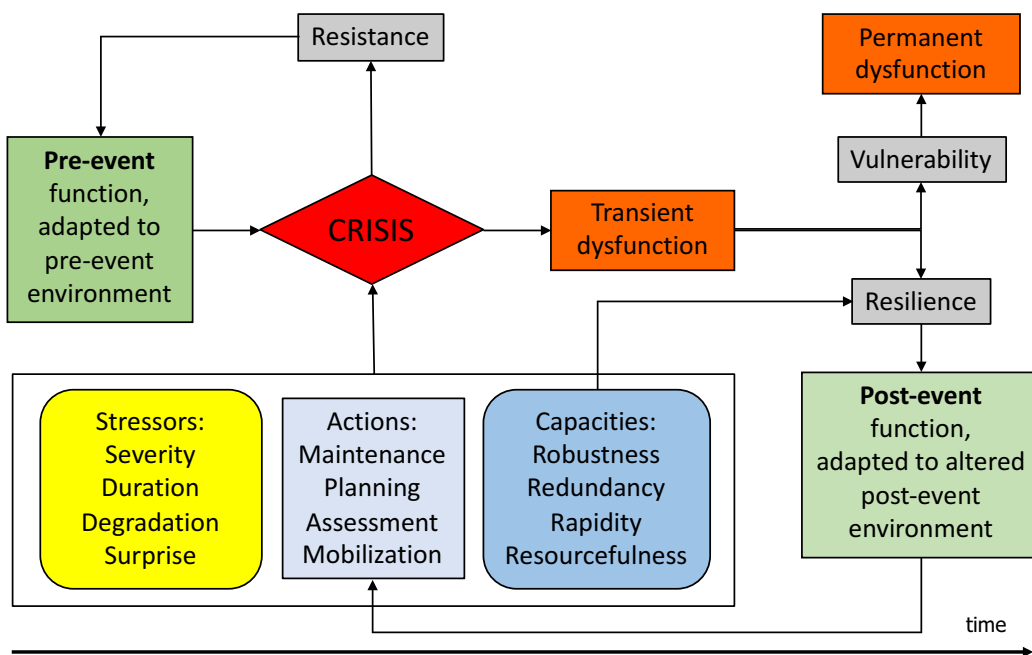 Resistance
Permanent
dysfunction
Pre-event
function,
adapted to
pre-event
environment
CRISIS
Transient
dysfunction
Vulnerability
Resilience
Stressors:
Severity
Duration
Degradation
Surprise
Actions:
Maintenance
Planning
Assessment
Mobilization
Capacities:
Robustness
Redundancy
Rapidity
Resourcefulness
Post-event
function,
adapted to altered
post-event
environment
time